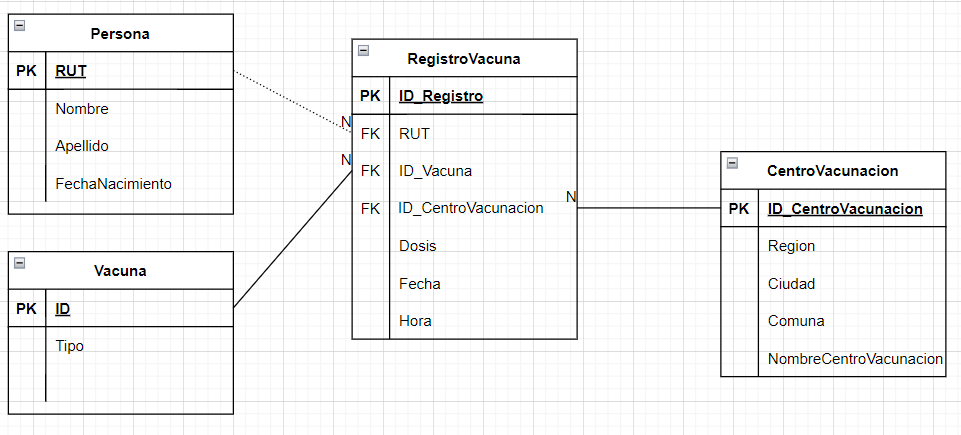 Persona
PK RUT
Nombre
Apellido
FechaNacimiento
Vacuna
PK ID
Tipo
RegistroVacuna
PK ID_Registro
N FK RUT
N FK ID_Vacuna
FK ID_CentroVacunacion N
Dosis
Fecha
Hora
CentroVacunacion
PK ID_CentroVacunacion
Region
Ciudad
Comuna
NombreCentroVacunacion